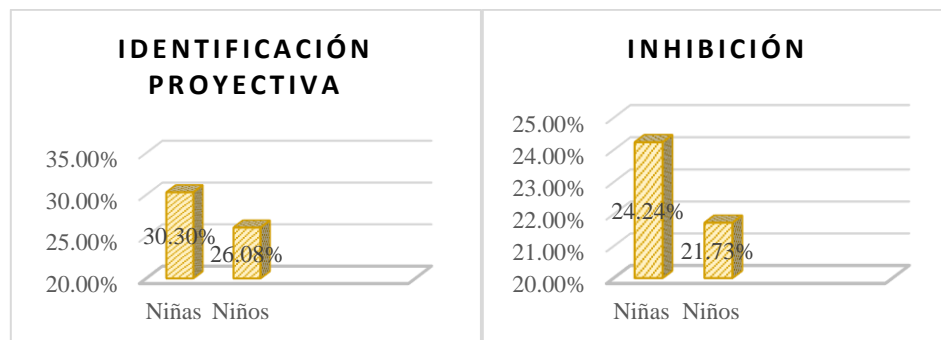 IDENTIFICACIÓN
PROYECTIVA
35.00%
30.00%
25.00%
20.00%
30.30%
26.08%
Niñas Niños
INHIBICIÓN
25.00%
24.00%
23.00%
22.00%
21.00%
20.00%
24.24%
21.73%
Niñas Niños